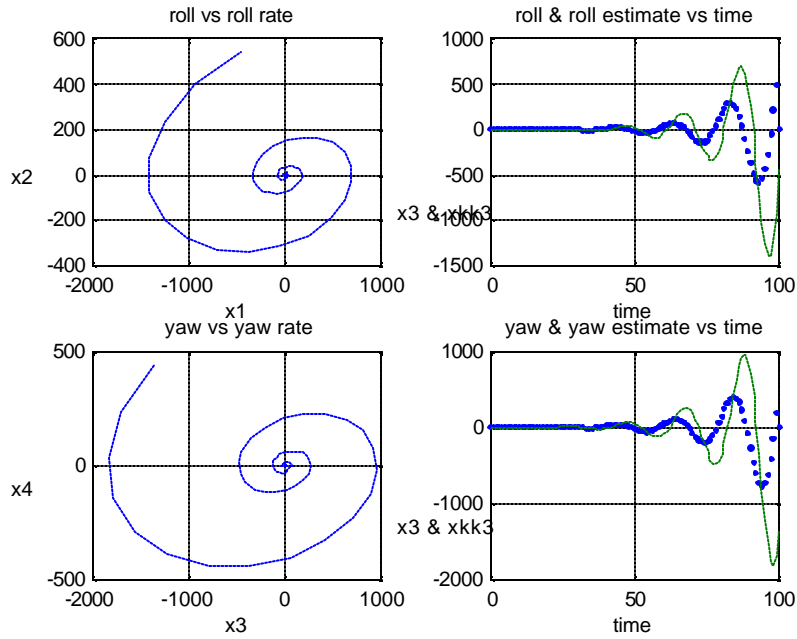 roll vs roll rate
600
400
200
0
-200
-400
x2
-2000
-1000
0
1000
x1
roll & roll estimate vs time
1000
500
0
-500
-1000
-1500
x3 & xkk3
0
50
100
time
yaw vs yaw rate
500
0
-500
x4
-2000
-1000
0
1000
x3
yaw & yaw estimate vs time
1000
0
-1000
-2000
x3 & xkk3
0
50
100
time